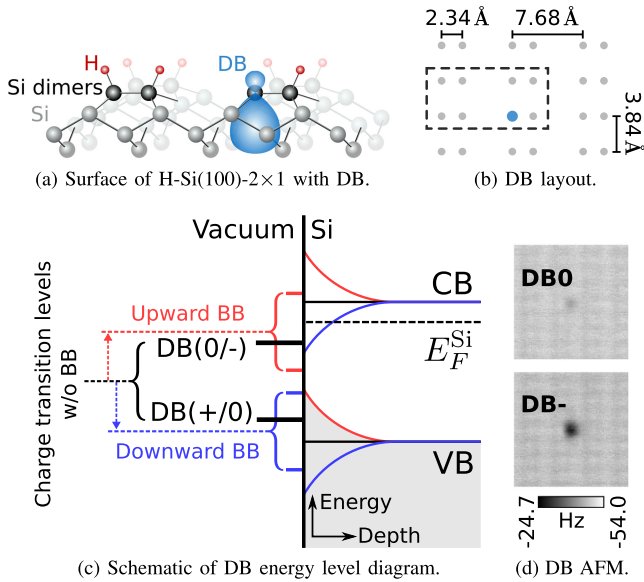 H
DB
Si dimers
Si
(a) Surface of H-Si(100)-2×1 with DB.
2.34 Å
7.68 Å
3.84 Å
(b) DB layout.
Vacuum
Si
Charge transition levels
w/o BB
Upward BB
DB(0/-)
DB(+/0)
Downward BB
CB
E_F^Si
VB
Energy
Depth
(c) Schematic of DB energy level diagram.
DB0
DB-
-24.7
Hz
-54.0
(d) DB AFM.